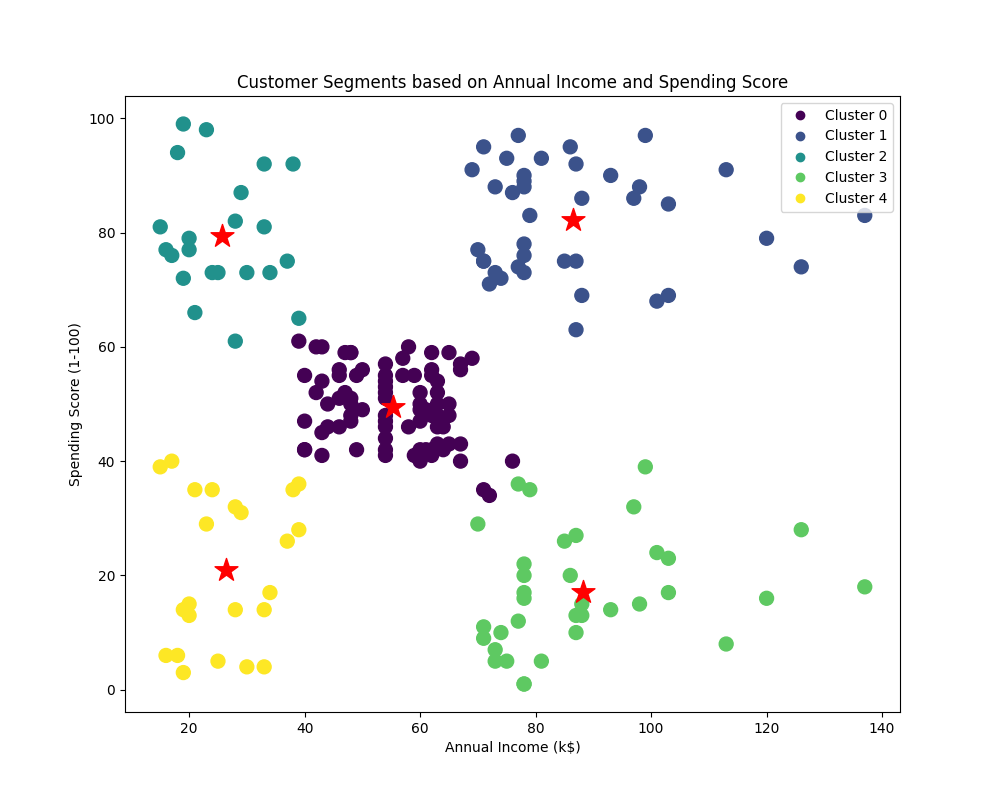 Customer Segments based on Annual Income and Spending Score
Cluster 0
Cluster 1
Cluster 2
Cluster 3
Cluster 4
100
80
60
40
20
0
Spending Score (1-100)
20
40
60
80
100
120
140
Annual Income (k$)